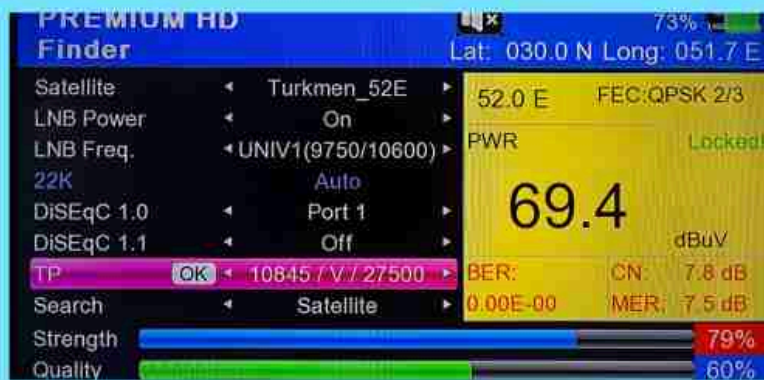 PREMIUM HD
73%
Finder
Lat: 030.0 N Long: 051.7 E
Satellite Turkmen_52E
LNB Power On
LNB Freq. UNIV1(9750/10600)
22K Auto
DiSEqC 1.0 Port 1
DiSEqC 1.1 Off
TP OK 10845 / V / 27500
Search Satellite
52.0 E FEC:QPSK 2/3
PWR Locked!
69.4
dBuV
BER: CN: 7.8 dB
0.00E-00 MER: 7.5 dB
Strength 79%
Quality 60%